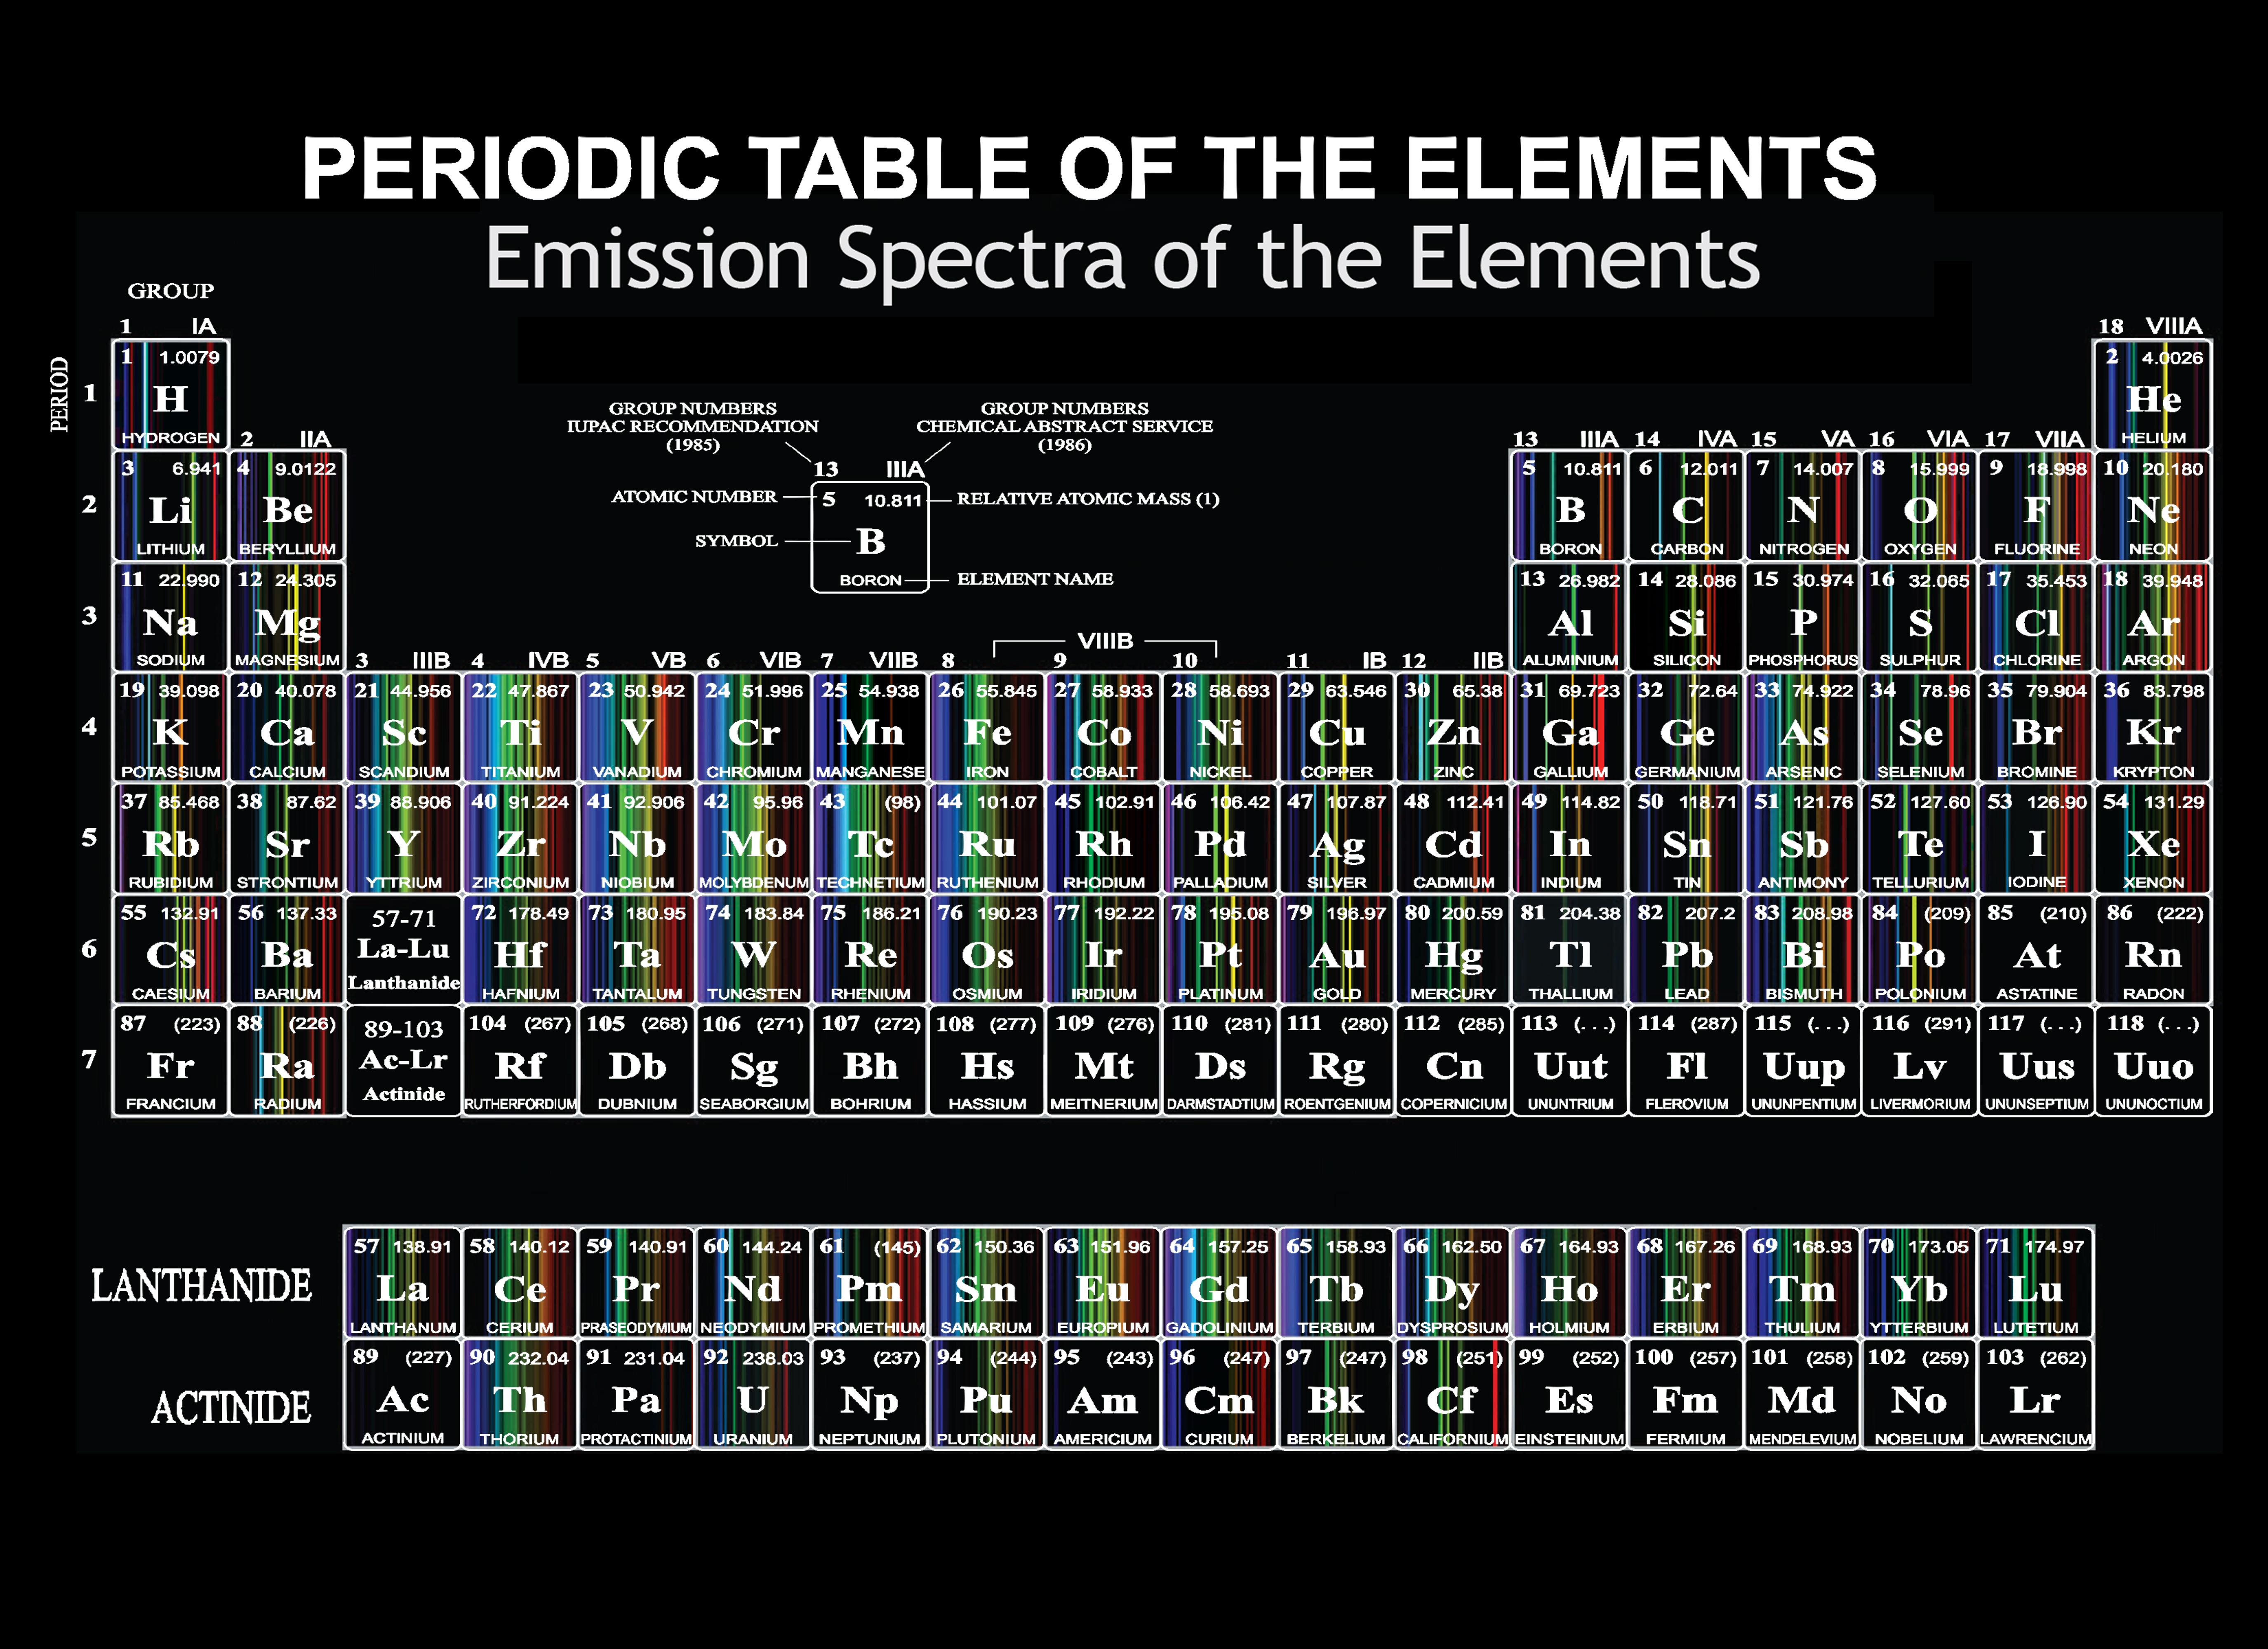 PERIODIC TABLE OF THE ELEMENTS
Emission Spectra of the Elements
GROUP
PERIOD
1 IA
18 VIIIA
1
1 1.0079
H
HYDROGEN
2 4.0026
He
HELIUM
GROUP NUMBERS
IUPAC RECOMMENDATION
(1985)
GROUP NUMBERS
CHEMICAL ABSTRACT SERVICE
(1986)
13 IIIA
ATOMIC NUMBER
5 10.811
RELATIVE ATOMIC MASS (1)
SYMBOL
B
BORON
ELEMENT NAME
2 IIA
13 IIIA 14 IVA 15 VA 16 VIA 17 VIIA
2
3 6.941 4 9.0122 5 10.811 6 12.011 7 14.007 8 15.999 9 18.998 10 20.180
Li Be B C N O F Ne
LITHIUM BERYLLIUM BORON CARBON NITROGEN OXYGEN FLUORINE NEON
3
11 22.990 12 24.305 13 26.982 14 28.086 15 30.974 16 32.065 17 35.453 18 39.948
Na Mg Al Si P S Cl Ar
SODIUM MAGNESIUM ALUMINIUM SILICON PHOSPHORUS SULPHUR CHLORINE ARGON
VIIIB
3 IIIB 4 IVB 5 VB 6 VIB 7 VIIB 8 9 10 11 IB 12 IIB
4
19 39.098 20 40.078 21 44.956 22 47.867 23 50.942 24 51.996 25 54.938 26 55.845 27 58.933 28 58.693 29 63.546 30 65.38 31 69.723 32 72.64 33 74.922 34 78.96 35 79.904 36 83.798
K Ca Sc Ti V Cr Mn Fe Co Ni Cu Zn Ga Ge As Se Br Kr
POTASSIUM CALCIUM SCANDIUM TITANIUM VANADIUM CHROMIUM MANGANESE IRON COBALT NICKEL COPPER ZINC GALLIUM GERMANIUM ARSENIC SELENIUM BROMINE KRYPTON
5
37 85.468 38 87.62 39 88.906 40 91.224 41 92.906 42 95.96 43 (98) 44 101.07 45 102.91 46 106.42 47 107.87 48 112.41 49 114.82 50 118.71 51 121.76 52 127.60 53 126.90 54 131.29
Rb Sr Y Zr Nb Mo Tc Ru Rh Pd Ag Cd In Sn Sb Te I Xe
RUBIDIUM STRONTIUM YTTRIUM ZIRCONIUM NIOBIUM MOLYBDENUM TECHNETIUM RUTHENIUM RHODIUM PALLADIUM SILVER CADMIUM INDIUM TIN ANTIMONY TELLURIUM IODINE XENON
6
55 132.91 56 137.33 57-71 72 178.49 73 180.95 74 183.84 75 186.21 76 190.23 77 192.22 78 195.08 79 196.97 80 200.59 81 204.38 82 207.2 83 208.98 84 (209) 85 (210) 86 (222)
Cs Ba La-Lu Hf Ta W Re Os Ir Pt Au Hg Tl Pb Bi Po At Rn
CAESIUM BARIUM Lanthanide HAFNIUM TANTALUM TUNGSTEN RHENIUM OSMIUM IRIDIUM PLATINUM GOLD MERCURY THALLIUM LEAD BISMUTH POLONIUM ASTATINE RADON
7
87 (223) 88 (226) 89-103 104 (267) 105 (268) 106 (271) 107 (272) 108 (277) 109 (276) 110 (281) 111 (280) 112 (285) 113 (...) 114 (287) 115 (...) 116 (291) 117 (...) 118 (...)
Fr Ra Ac-Lr Rf Db Sg Bh Hs Mt Ds Rg Cn Uut Fl Uup Lv Uus Uuo
FRANCIUM RADIUM Actinide RUTHERFORDIUM DUBNIUM SEABORGIUM BOHRIUM HASSIUM MEITNERIUM DARMSTADTIUM ROENTGENIUM COPERNICIUM UNUNTRIUM FLEROVIUM UNUNPENTIUM LIVERMORIUM UNUNSEPTIUM UNUNOCTIUM
LANTHANIDE
57 138.91 58 140.12 59 140.91 60 144.24 61 (145) 62 150.36 63 151.96 64 157.25 65 158.93 66 162.50 67 164.93 68 167.26 69 168.93 70 173.05 71 174.97
La Ce Pr Nd Pm Sm Eu Gd Tb Dy Ho Er Tm Yb Lu
LANTHANUM CERIUM PRASEODYMIUM NEODYMIUM PROMETHIUM SAMARIUM EUROPIUM GADOLINIUM TERBIUM DYSPROSIUM HOLMIUM ERBIUM THULIUM YTTERBIUM LUTETIUM
ACTINIDE
89 (227) 90 232.04 91 231.04 92 238.03 93 (237) 94 (244) 95 (243) 96 (247) 97 (247) 98 (251) 99 (252) 100 (257) 101 (258) 102 (259) 103 (262)
Ac Th Pa U Np Pu Am Cm Bk Cf Es Fm Md No Lr
ACTINIUM THORIUM PROTACTINIUM URANIUM NEPTUNIUM PLUTONIUM AMERICIUM CURIUM BERKELIUM CALIFORNIUM EINSTEINIUM FERMIUM MENDELEVIUM NOBELIUM LAWRENCIUM